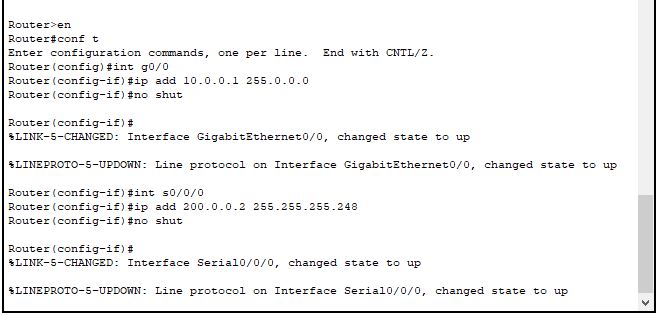 Router>en
Router#conf t
Enter configuration commands, one per line.  End with CNTL/Z.
Router(config)#int g0/0
Router(config-if)#ip add 10.0.0.1 255.0.0.0
Router(config-if)#no shut
Router(config-if)#
%LINK-5-CHANGED: Interface GigabitEthernet0/0, changed state to up
%LINEPROTO-5-UPDOWN: Line protocol on Interface GigabitEthernet0/0, changed state to up
Router(config-if)#int s0/0/0
Router(config-if)#ip add 200.0.0.2 255.255.255.248
Router(config-if)#no shut
Router(config-if)#
%LINK-5-CHANGED: Interface Serial0/0/0, changed state to up
%LINEPROTO-5-UPDOWN: Line protocol on Interface Serial0/0/0, changed state to up